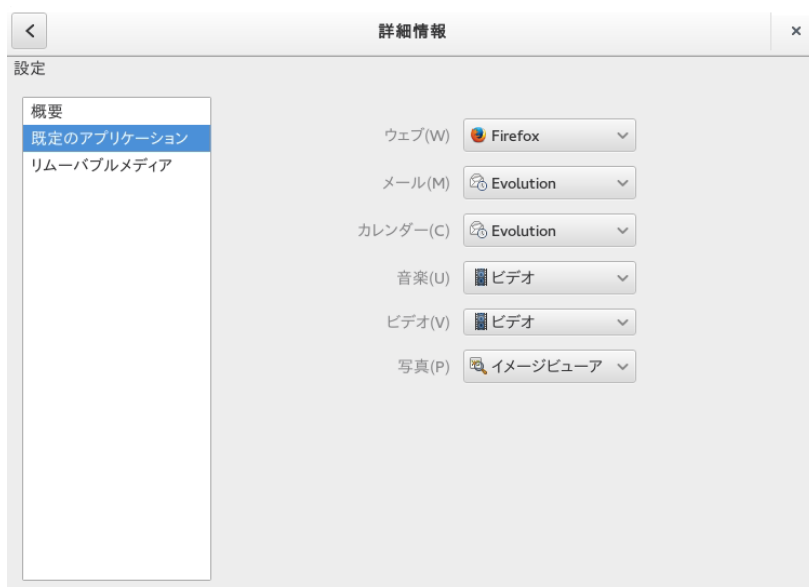 詳細情報
設定
概要
既定のアプリケーション
リムーバブルメディア
ウェブ(W) Firefox
メール(M) Evolution
カレンダー(C) Evolution
音楽(U) ビデオ
ビデオ(V) ビデオ
写真(P) イメージビューア